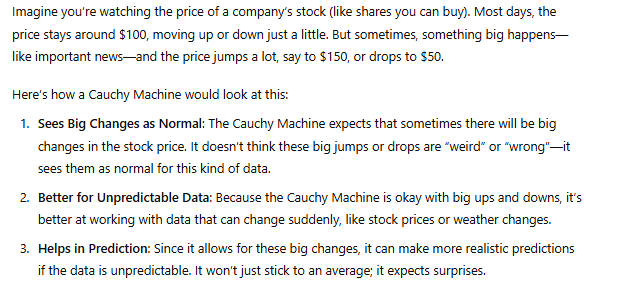 Imagine you're watching the price of a company's stock (like shares you can buy). Most days, the
price stays around $100, moving up or down just a little. But sometimes, something big happens—
like important news—and the price jumps a lot, say to $150, or drops to $50.
Here's how a Cauchy Machine would look at this:
1. Sees Big Changes as Normal: The Cauchy Machine expects that sometimes there will be big
changes in the stock price. It doesn't think these big jumps or drops are "weird" or "wrong"—it
sees them as normal for this kind of data.
2. Better for Unpredictable Data: Because the Cauchy Machine is okay with big ups and downs, it's
better at working with data that can change suddenly, like stock prices or weather changes.
3. Helps in Prediction: Since it allows for these big changes, it can make more realistic predictions
if the data is unpredictable. It won't just stick to an average; it expects surprises.